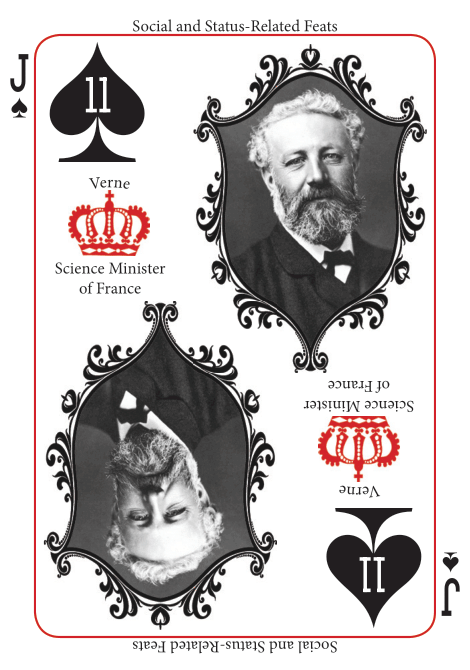 Social and Status-Related Feats
J
11
Verne
Science Minister
of France
Science Minister
of France
Verne
11
J
Social and Status-Related Feats